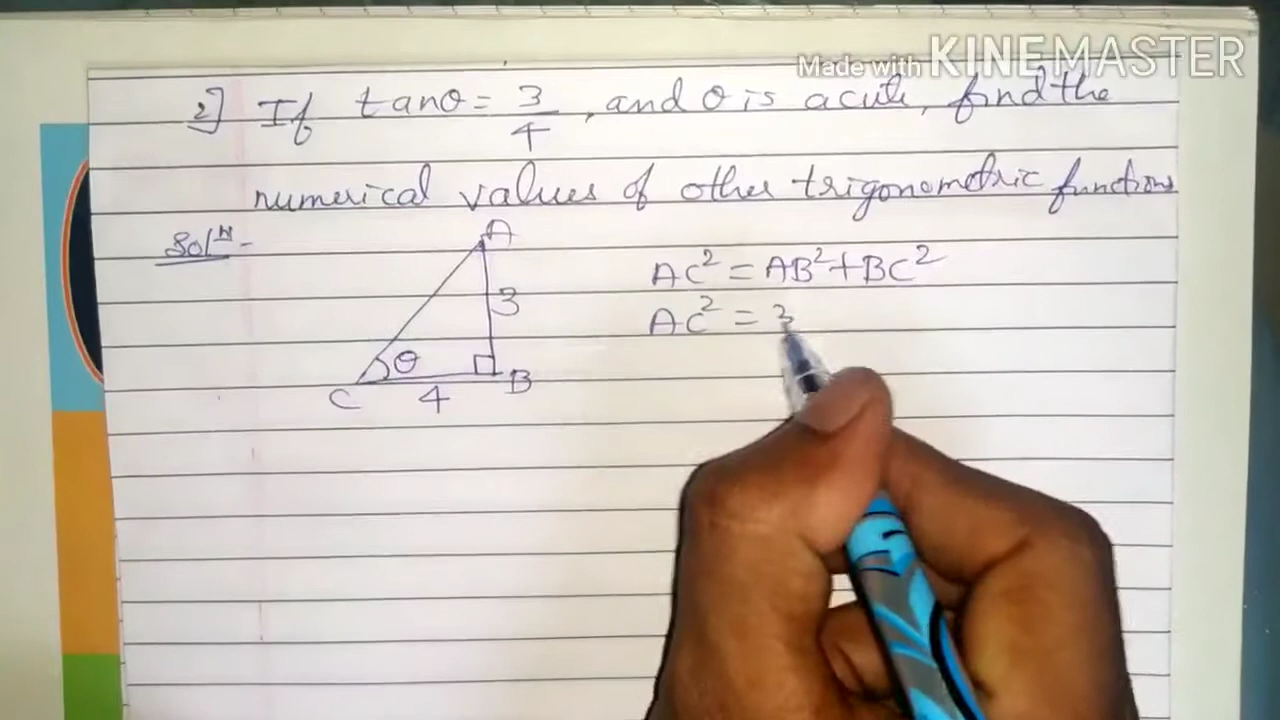 Made with KINEMASTER
2] If tanθ = 3/4, and θ is acute, find the
numerical values of other trigonometric functions
Sol^N -
A
AC² = AB² + BC²
3
AC² = 3
θ
C
4
B